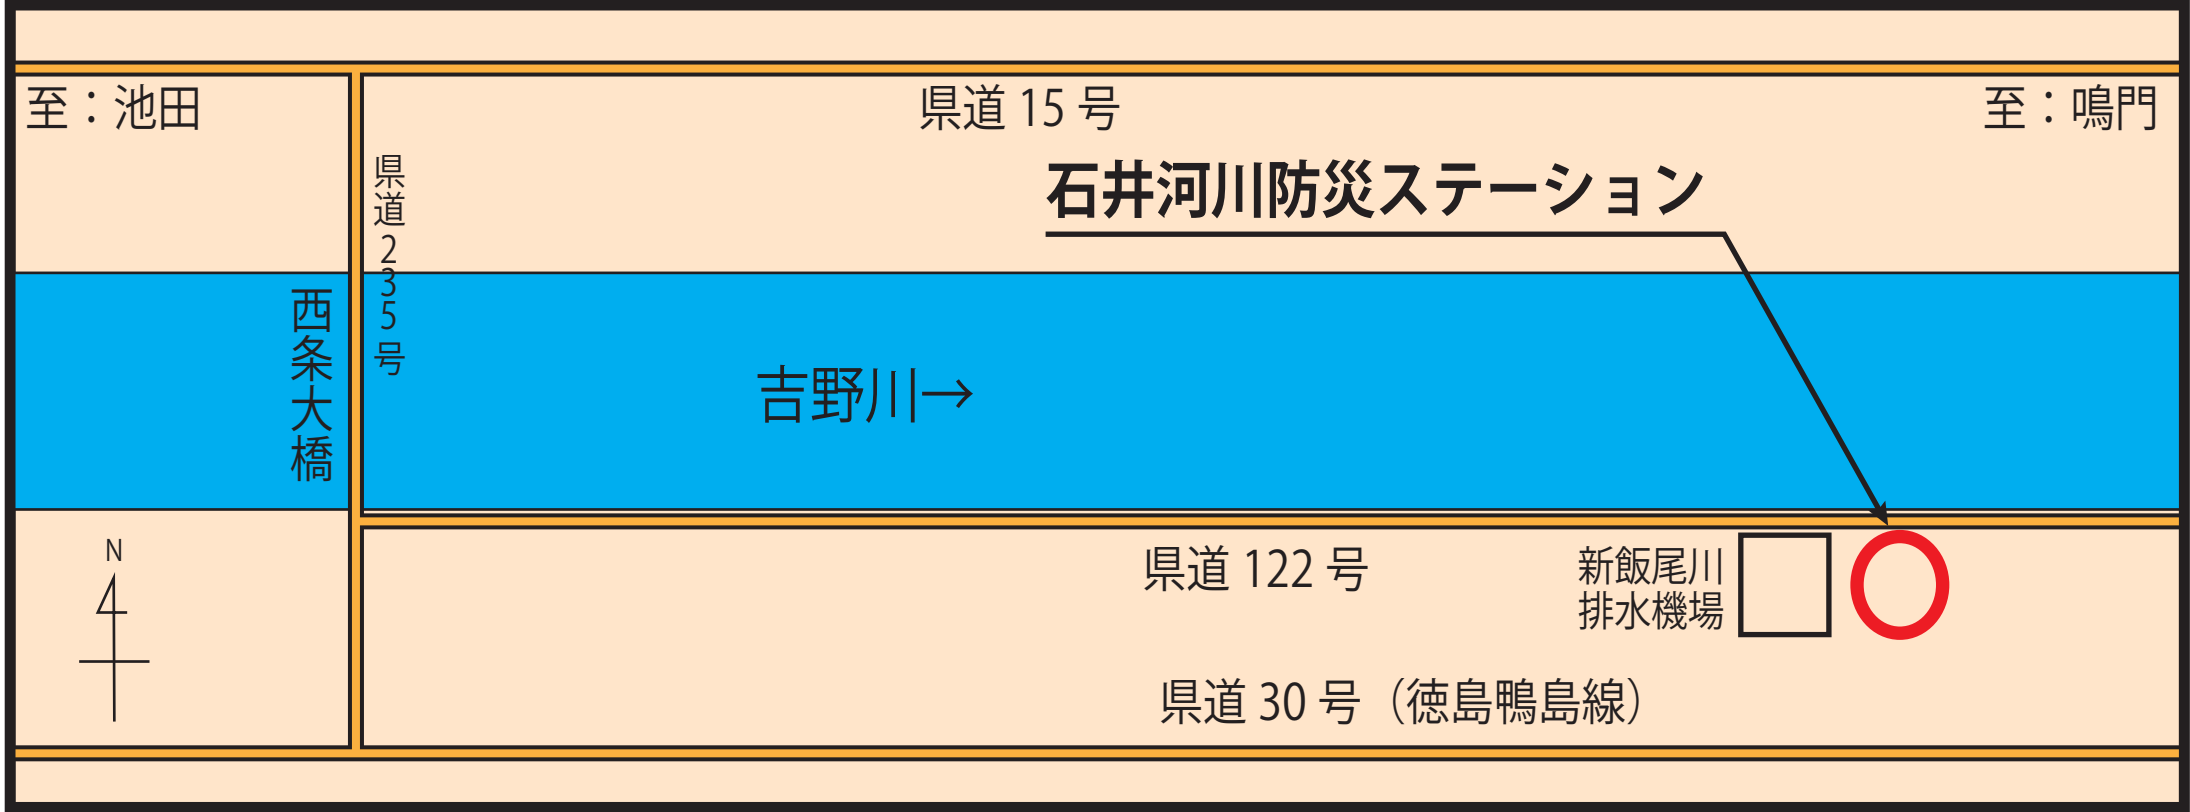 至：池田
県道 15 号
至：鳴門
県道235号
石井河川防災ステーション
西条大橋
吉野川→
N
県道 122 号
新飯尾川
排水機場
県道 30 号（徳島鴨島線）